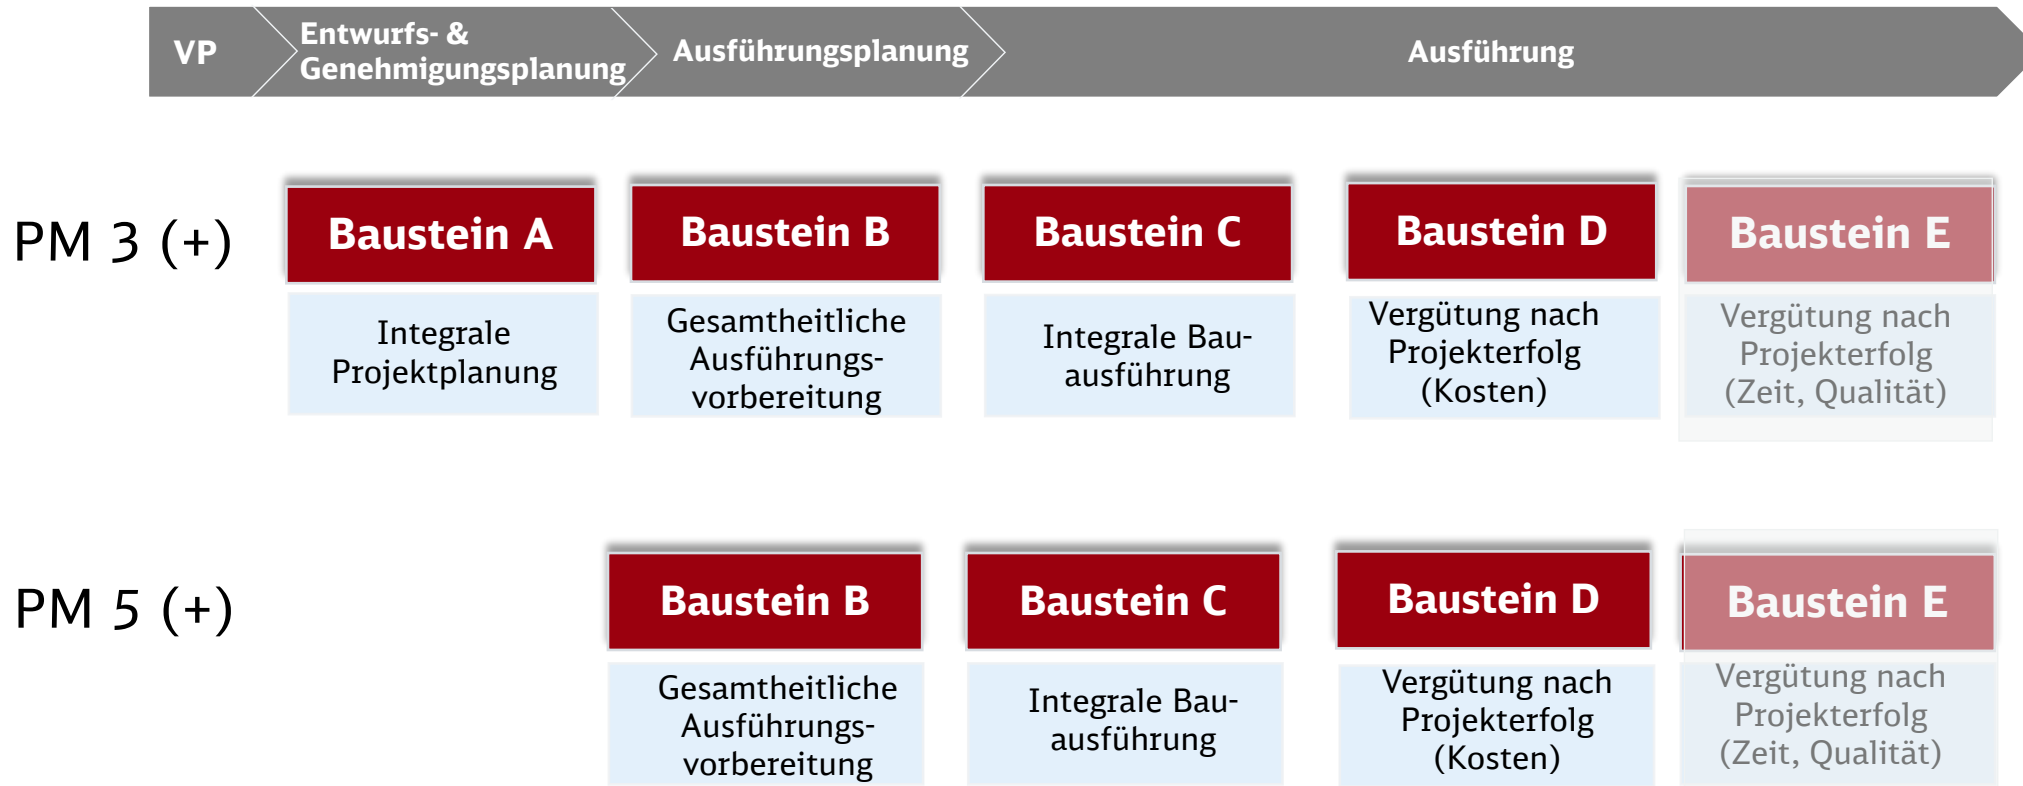 VP
Entwurfs- &
Genehmigungsplanung
Ausführungsplanung
Ausführung
PM 3 (+)
Baustein A
Integrale
Projektplanung
Baustein B
Gesamtheitliche
Ausführungs-
vorbereitung
Baustein C
Integrale Bau-
ausführung
Baustein D
Vergütung nach
Projekterfolg
(Kosten)
Baustein E
Vergütung nach
Projekterfolg
(Zeit, Qualität)
PM 5 (+)
Baustein B
Gesamtheitliche
Ausführungs-
vorbereitung
Baustein C
Integrale Bau-
ausführung
Baustein D
Vergütung nach
Projekterfolg
(Kosten)
Baustein E
Vergütung nach
Projekterfolg
(Zeit, Qualität)